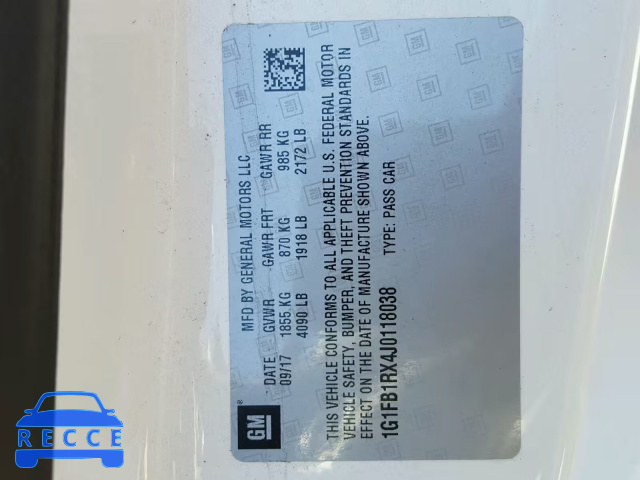 MFD BY GENERAL MOTORS LLC
DATE GVWR GAWR FRT GAWR RR
09/17 1855 KG 870 KG 985 KG
4090 LB 1918 LB 2172 LB
THIS VEHICLE CONFORMS TO ALL APPLICABLE U.S. FEDERAL MOTOR
VEHICLE SAFETY, BUMPER, AND THEFT PREVENTION STANDARDS IN
EFFECT ON THE DATE OF MANUFACTURE SHOWN ABOVE.
1G1FB1RX4J0118038 TYPE: PASS CAR
GM
RECCE